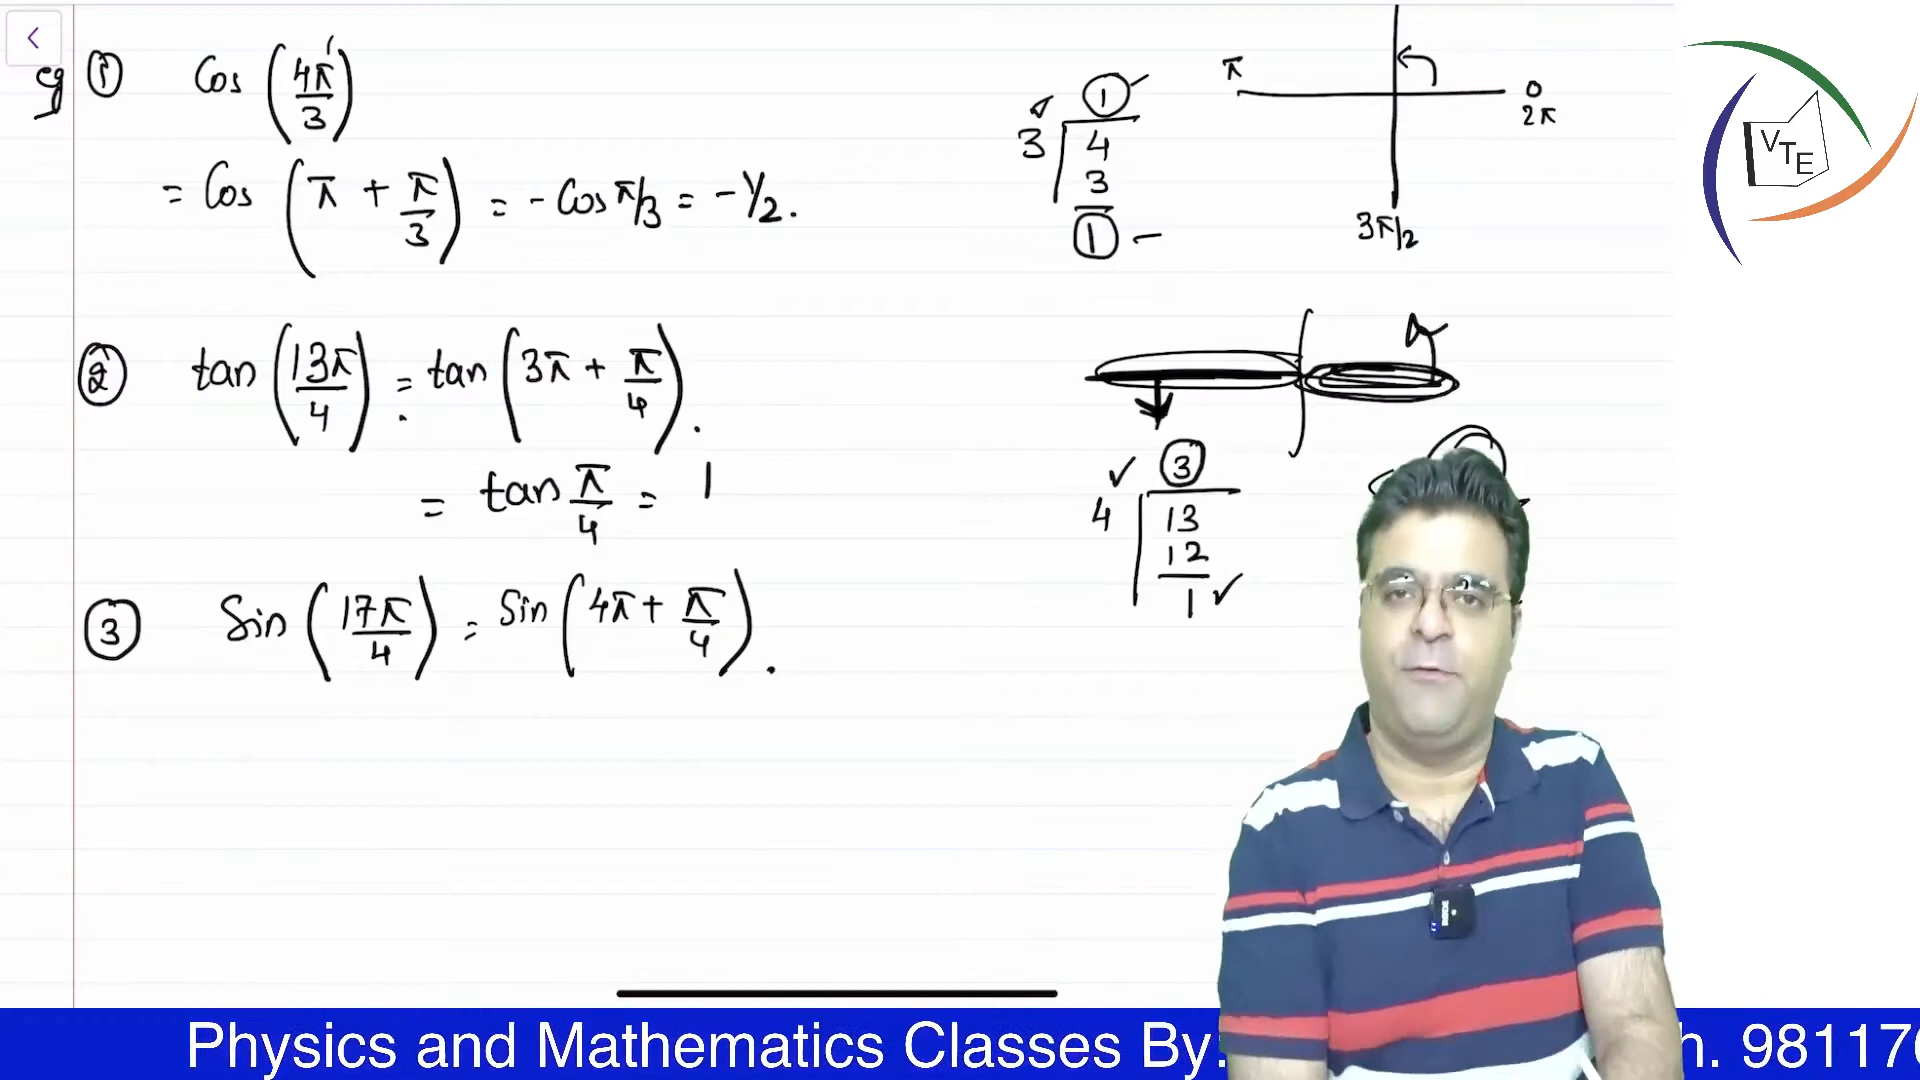 eg ① Cos (4π/3)
= Cos (π + π/3) = - Cos π/3 = - 1/2.
② tan (13π/4) = tan (3π + π/4).
= tan π/4 = 1
③ Sin (17π/4) = Sin (4π + π/4).
1
3 4
3
1
π
0
2π
3π/2
3
4 13
12
1
VTE
Physics and Mathematics Classes By:
h. 98117